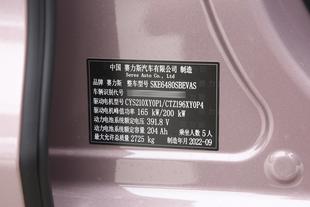 中国 赛力斯汽车有限公司 制造
Seres Auto Co., Ltd
品牌 赛力斯 整车型号 SKE6480SBEVAS
车辆识别代号
驱动电机型号 CYS210XY0P1/CTZ196XY0P4
驱动电机峰值功率 165 kW/200 kW
动力电池系统额定电压 391.8 V
动力电池系统额定容量 204 Ah 乘坐人数 5人
最大允许总质量 2725 kg 制造年月 2022-09